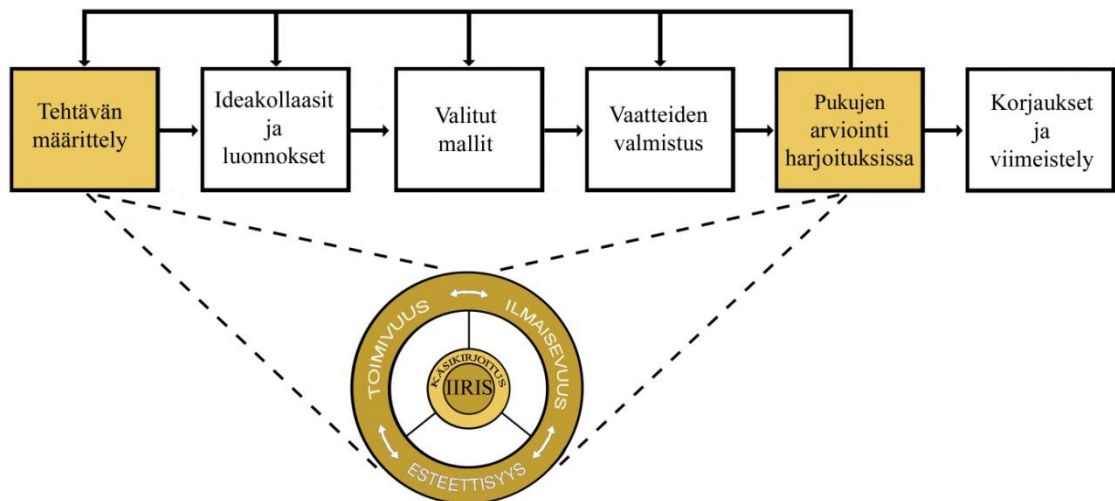 Tehtävän
määrittely
Ideakollaasit
ja
luonnokset
Valitut
mallit
Vaatteiden
valmistus
Pukujen
arviointi
harjoituksissa
Korjaukset
ja
viimeistely
TOIMIVUUS
ILMAISEVUUS
KÄSIKIRJOITUS
IIRIS
ESTEETTISYYS